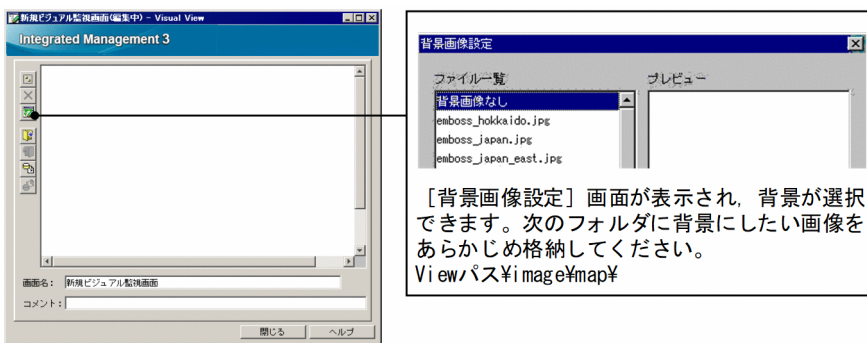 新規ビジュアル監視画面(編集中) - Visual View
Integrated Management 3
画面名:
新規ビジュアル監視画面
コメント:
閉じる
ヘルプ
背景画像設定
ファイル一覧
プレビュー
背景画像なし
emboss_hokkaido.jpg
emboss_japan.jpg
emboss_japan_east.jpg
［背景画像設定］画面が表示され，背景が選択
できます。次のフォルダに背景にしたい画像を
あらかじめ格納してください。
Viewパス¥image¥map¥